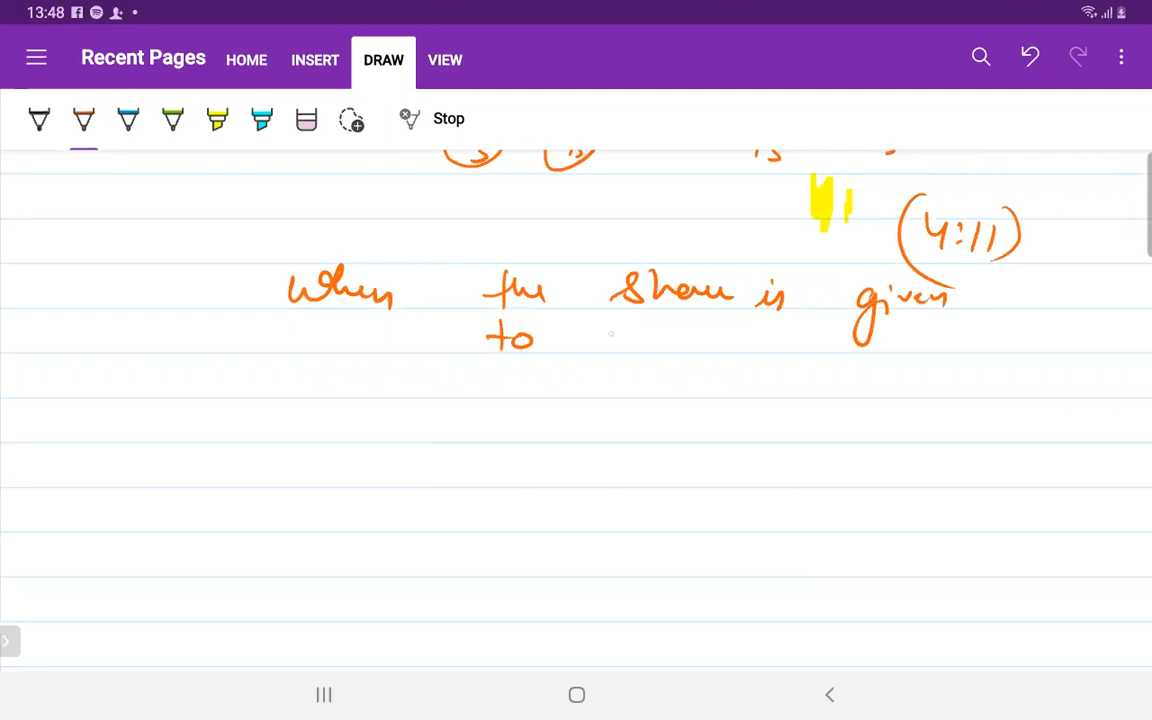 13:48
Recent Pages HOME INSERT DRAW VIEW
Stop
(4:11)
When the share is given
to